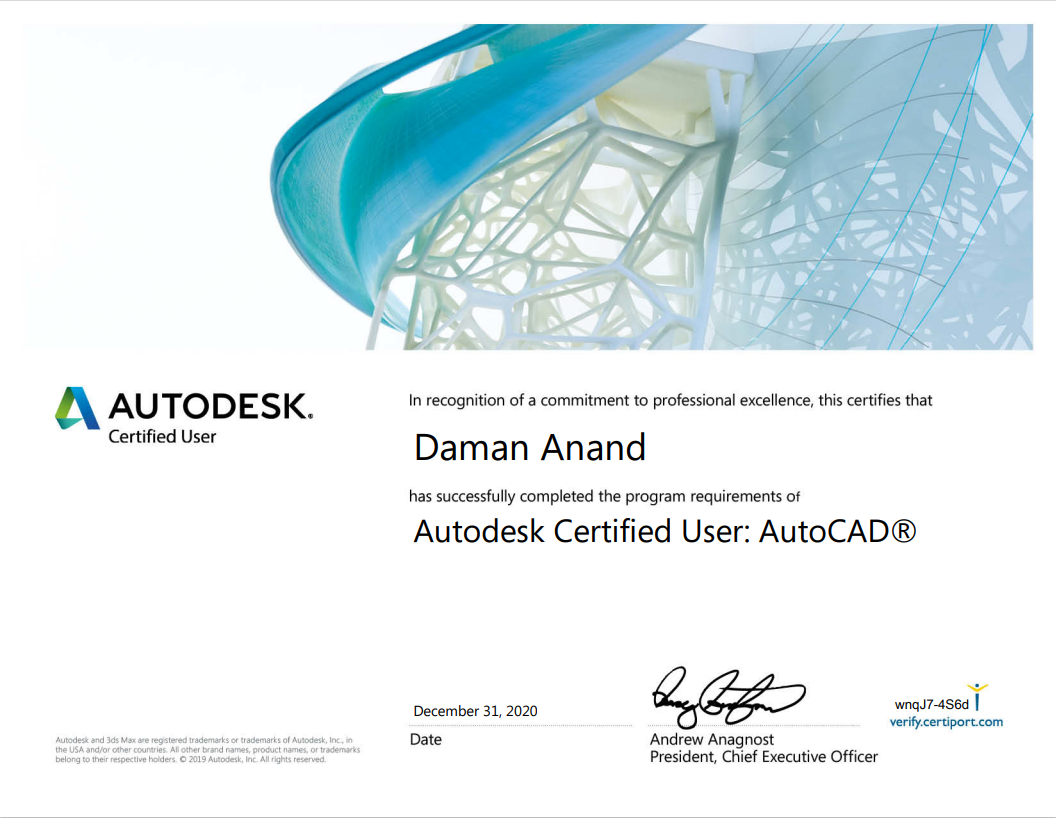 AUTODESK®
Certified User
In recognition of a commitment to professional excellence, this certifies that
Daman Anand
has successfully completed the program requirements of
Autodesk Certified User: AutoCAD®
December 31, 2020
Date
Andrew Anagnost
President, Chief Executive Officer
wnqJ7-4S6d
verify.certiport.com
Autodesk and 3ds Max are registered trademarks or trademarks of Autodesk, Inc., in
the USA and/or other countries. All other brand names, product names, or trademarks
belong to their respective holders. © 2019 Autodesk, Inc. All rights reserved.